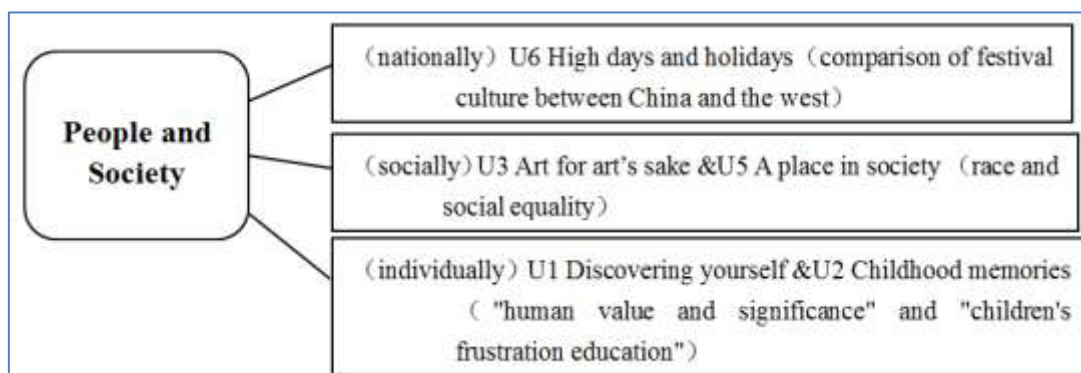 People and
Society
（nationally）U6 High days and holidays（comparison of festival
culture between China and the west）
（socially）U3 Art for art's sake &U5 A place in society （race and
social equality）
（individually）U1 Discovering yourself &U2 Childhood memories
（ "human value and significance" and "children's
frustration education"）